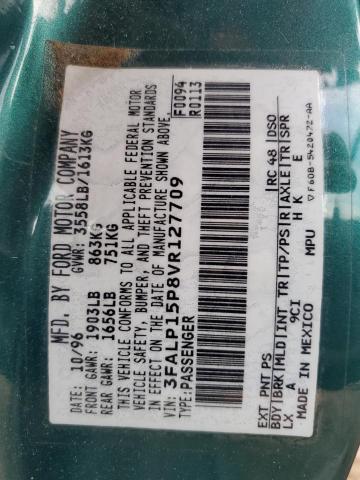 MFD. BY FORD MOTOR COMPANY
DATE: 10/96 GVWR: 3558LB/1613KG
FRONT GAWR: 1903LB 863KG
REAR GAWR: 1656LB 751KG
THIS VEHICLE CONFORMS TO ALL APPLICABLE FEDERAL MOTOR
VEHICLE SAFETY, BUMPER, AND THEFT PREVENTION STANDARDS
IN EFFECT ON THE DATE OF MANUFACTURE SHOWN ABOVE.
VIN: 3FALP15P8VR127709
TYPE: PASSENGER
F0094
R0113
EXT PNT PS RC 48 DSO
BDY BRK MLD INT TR TP/PS R AXLE TR SPR
LX A 9CI H K E
MADE IN MEXICO MPU
F60B-5420472-AA